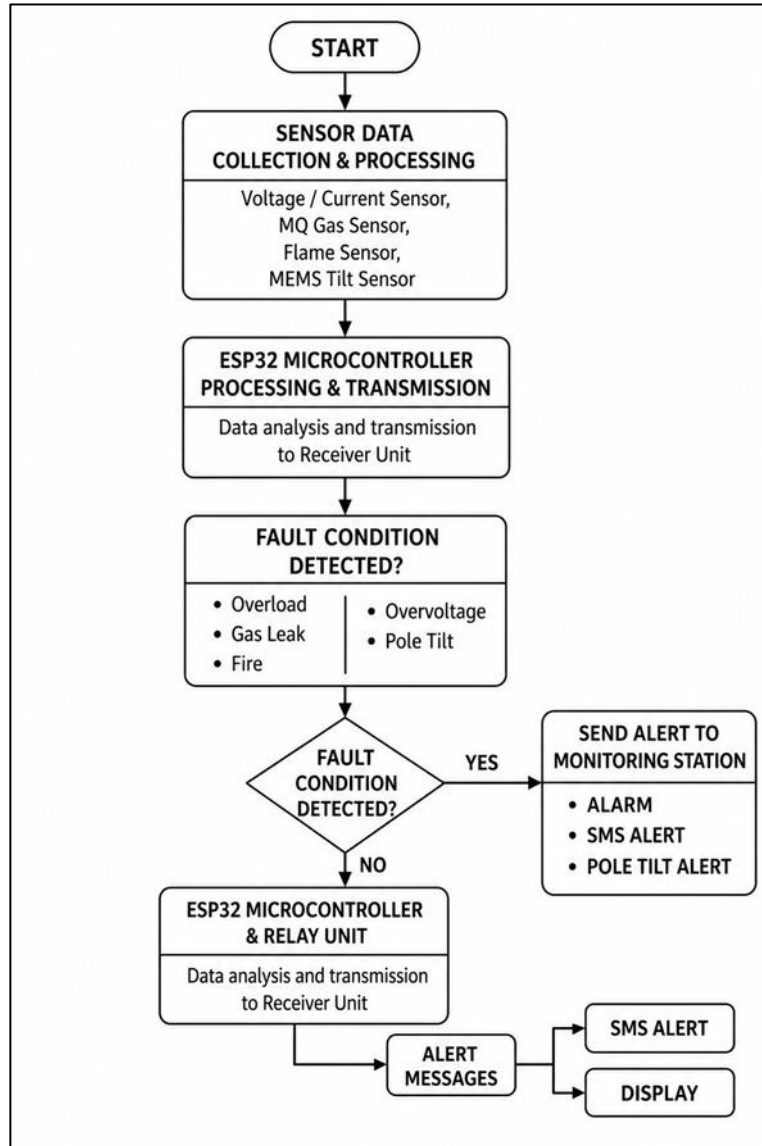 START
SENSOR DATA
COLLECTION & PROCESSING
Voltage / Current Sensor,
MQ Gas Sensor,
Flame Sensor,
MEMS Tilt Sensor
ESP32 MICROCONTROLLER
PROCESSING & TRANSMISSION
Data analysis and transmission
to Receiver Unit
FAULT CONDITION
DETECTED?
• Overload
• Gas Leak
• Fire
• Overvoltage
• Pole Tilt
FAULT
CONDITION
DETECTED?
YES
SEND ALERT TO
MONITORING STATION
• ALARM
• SMS ALERT
• POLE TILT ALERT
NO
ESP32 MICROCONTROLLER
& RELAY UNIT
Data analysis and transmission
to Receiver Unit
ALERT
MESSAGES
SMS ALERT
DISPLAY